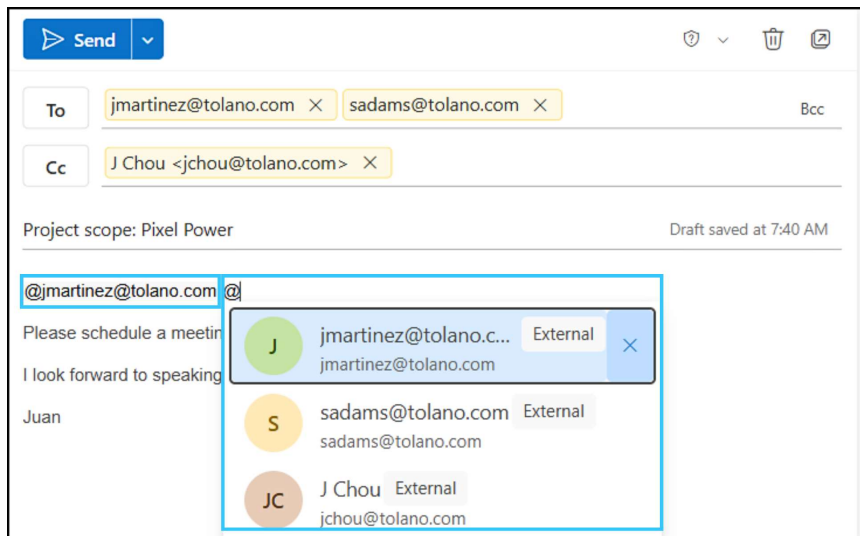 Send
To jmartinez@tolano.com sadams@tolano.com Bcc
Cc J Chou <jchou@tolano.com>
Project scope: Pixel Power Draft saved at 7:40 AM
@jmartinez@tolano.com @
Please schedule a meetin
I look forward to speaking
Juan
J jmartinez@tolano.c... External
jmartinez@tolano.com
S sadams@tolano.com External
sadams@tolano.com
JC J Chou External
jchou@tolano.com